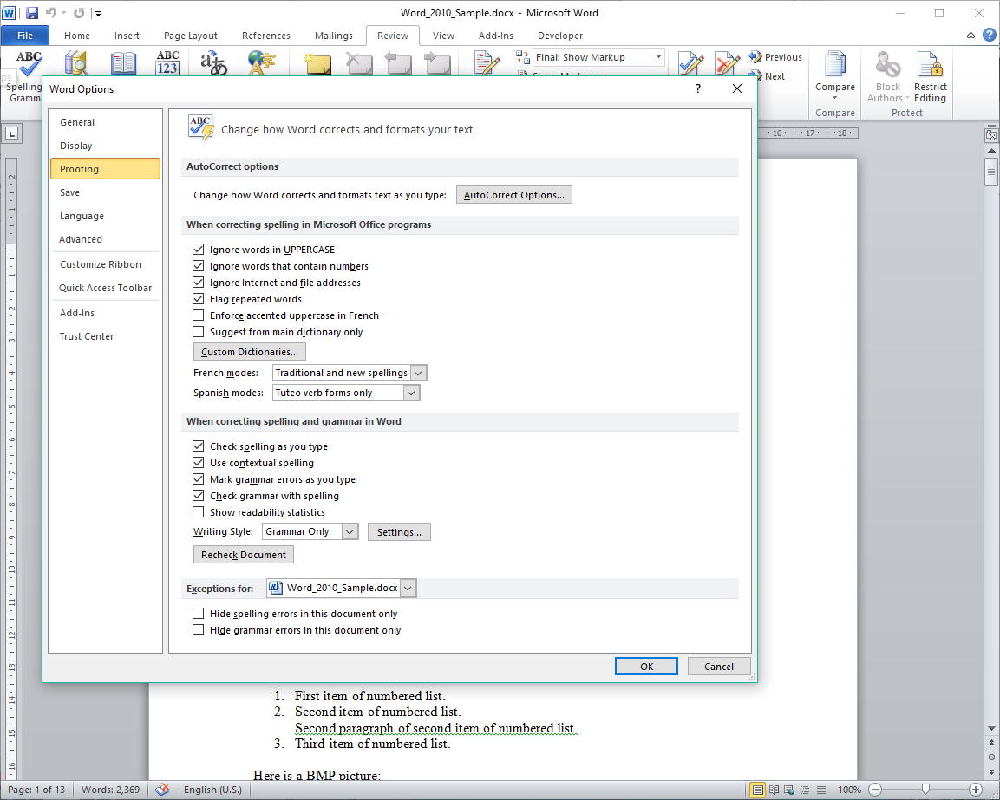 Word_2010_Sample.docx - Microsoft Word
File Home Insert Page Layout References Mailings Review View Add-Ins Developer
ABC ABC 123 Final: Show Markup Previous
Next
Spelling
Gramm
Compare Block Authors Restrict Editing
Compare Protect
Word Options
General
Display
Proofing
Save
Language
Advanced
Customize Ribbon
Quick Access Toolbar
Add-Ins
Trust Center
ABC Change how Word corrects and formats your text.
AutoCorrect options
Change how Word corrects and formats text as you type: AutoCorrect Options...
When correcting spelling in Microsoft Office programs
Ignore words in UPPERCASE
Ignore words that contain numbers
Ignore Internet and file addresses
Flag repeated words
Enforce accented uppercase in French
Suggest from main dictionary only
Custom Dictionaries...
French modes: Traditional and new spellings
Spanish modes: Tuteo verb forms only
When correcting spelling and grammar in Word
Check spelling as you type
Use contextual spelling
Mark grammar errors as you type
Check grammar with spelling
Show readability statistics
Writing Style: Grammar Only Settings...
Recheck Document
Exceptions for: Word_2010_Sample.docx
Hide spelling errors in this document only
Hide grammar errors in this document only
OK Cancel
1. First item of numbered list.
2. Second item of numbered list.
Second paragraph of second item of numbered list.
3. Third item of numbered list.
Here is a BMP picture:
Page: 1 of 13 Words: 2,369 English (U.S.) 100%